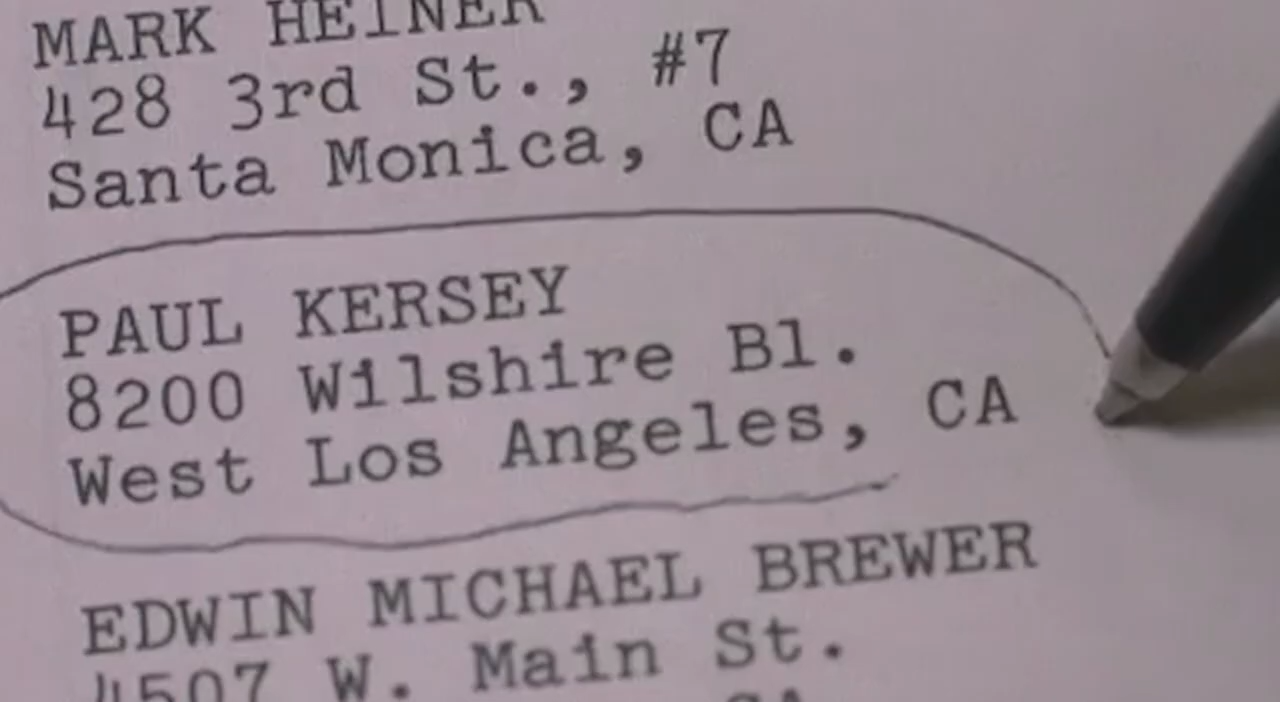 MARK HEINER
428 3rd St., #7
Santa Monica, CA
PAUL KERSEY
8200 Wilshire Bl.
West Los Angeles, CA
EDWIN MICHAEL BREWER
4507 W. Main St.
CA